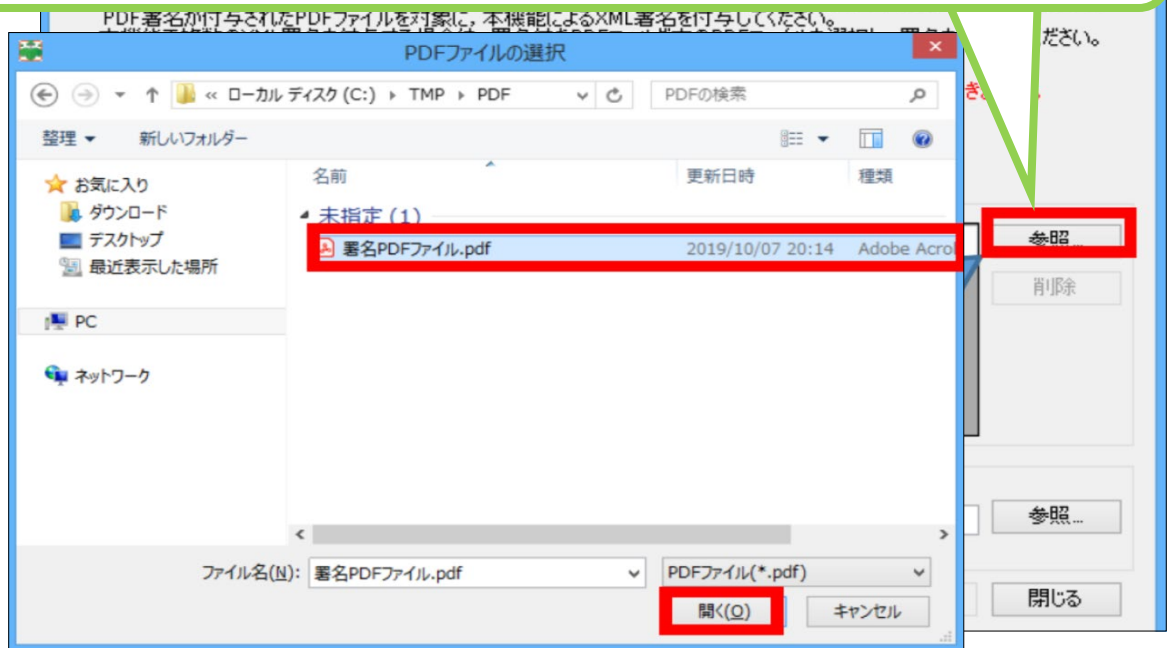 PDF署名が付与されたPDFファイルを対象に，本機能によるXML署名を付与してください。
ださい。
PDFファイルの選択
« ローカル ディスク (C:) ▸ TMP ▸ PDF
PDFの検索
整理
新しいフォルダー
名前
更新日時
種類
お気に入り
ダウンロード
デスクトップ
最近表示した場所
未指定 (1)
署名PDFファイル.pdf 2019/10/07 20:14 Adobe Acro
参照...
削除
PC
ネットワーク
参照...
ファイル名(N): 署名PDFファイル.pdf
PDFファイル(*.pdf)
開く(O)
キャンセル
閉じる